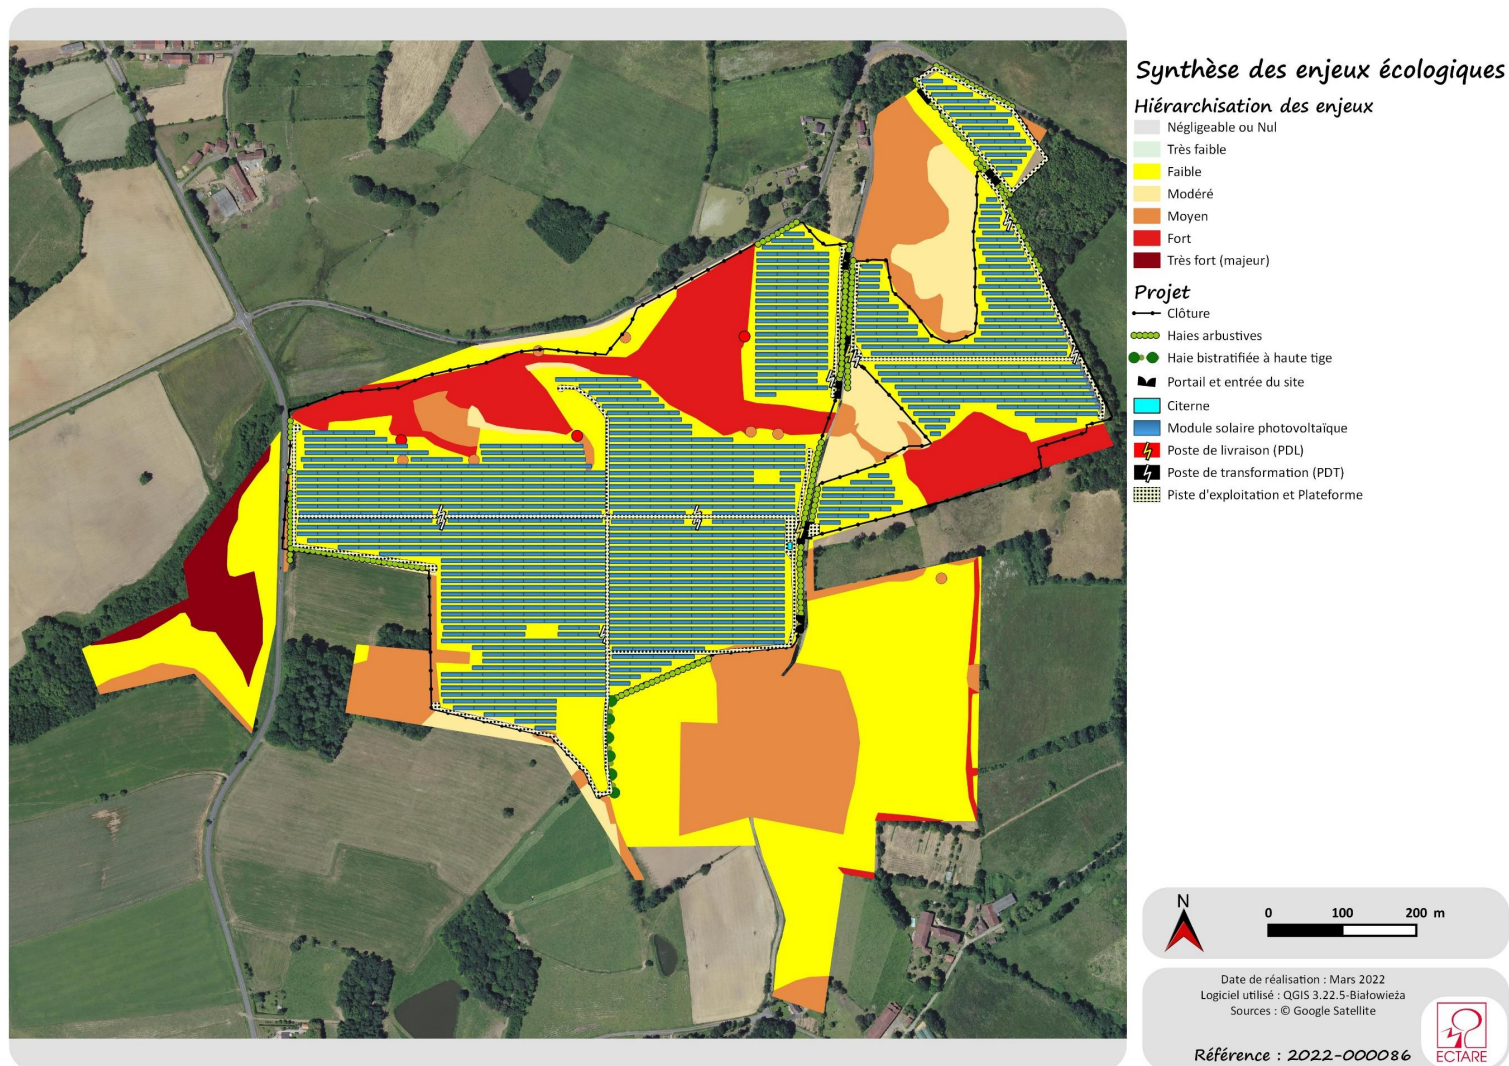 Synthèse des enjeux écologiques
Hiérarchisation des enjeux
Négligeable ou Nul
Très faible
Faible
Modéré
Moyen
Fort
Très fort (majeur)
Projet
Clôture
Haies arbustives
Haie bistratifiée à haute tige
Portail et entrée du site
Citerne
Module solaire photovoltaïque
Poste de livraison (PDL)
Poste de transformation (PDT)
Piste d'exploitation et Plateforme
N
0 100 200 m
Date de réalisation : Mars 2022
Logiciel utilisé : QGIS 3.22.5-Białowieża
Sources : © Google Satellite
Référence : 2022-000086
ECTARE